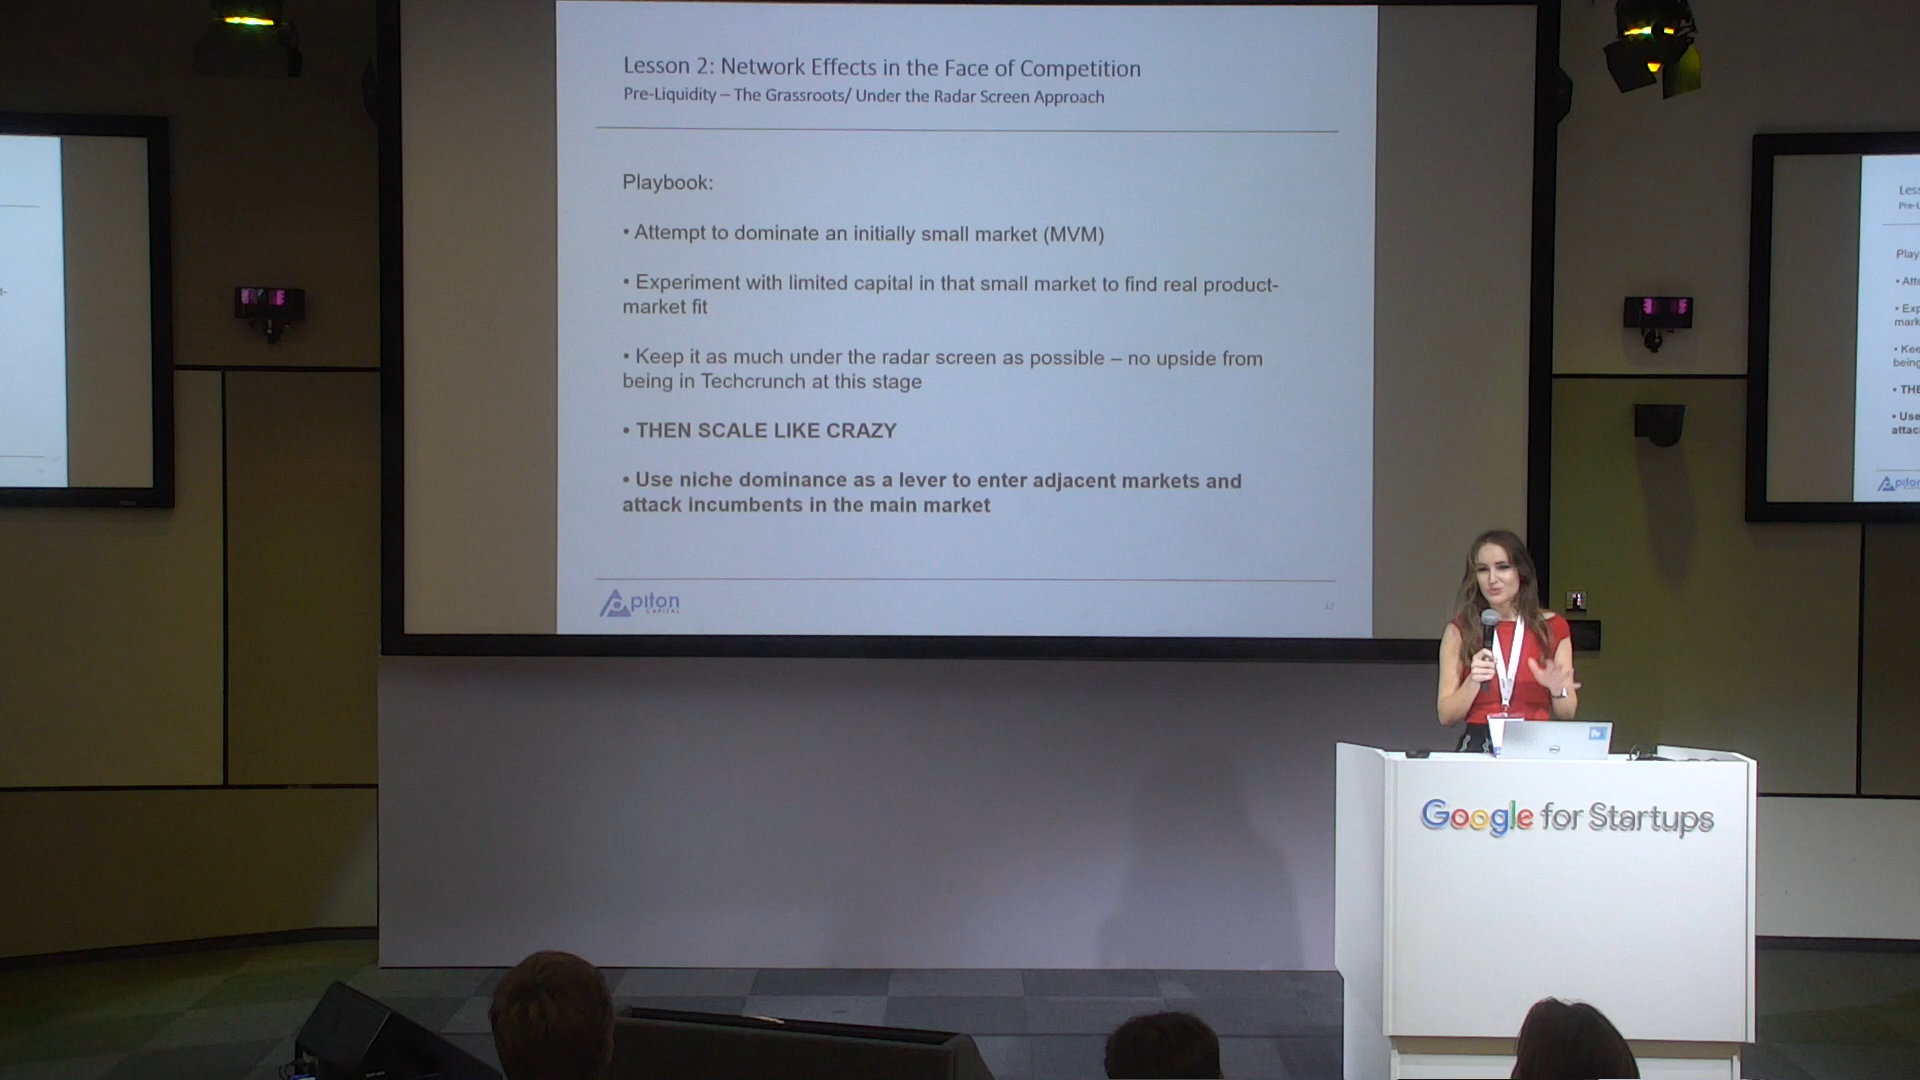 Lesson 2: Network Effects in the Face of Competition
Pre-Liquidity – The Grassroots/ Under the Radar Screen Approach
Playbook:
• Attempt to dominate an initially small market (MVM)
• Experiment with limited capital in that small market to find real product-
market fit
• Keep it as much under the radar screen as possible – no upside from
being in Techcrunch at this stage
• THEN SCALE LIKE CRAZY
• Use niche dominance as a lever to enter adjacent markets and
attack incumbents in the main market
piton
CAPITAL
Google for Startups